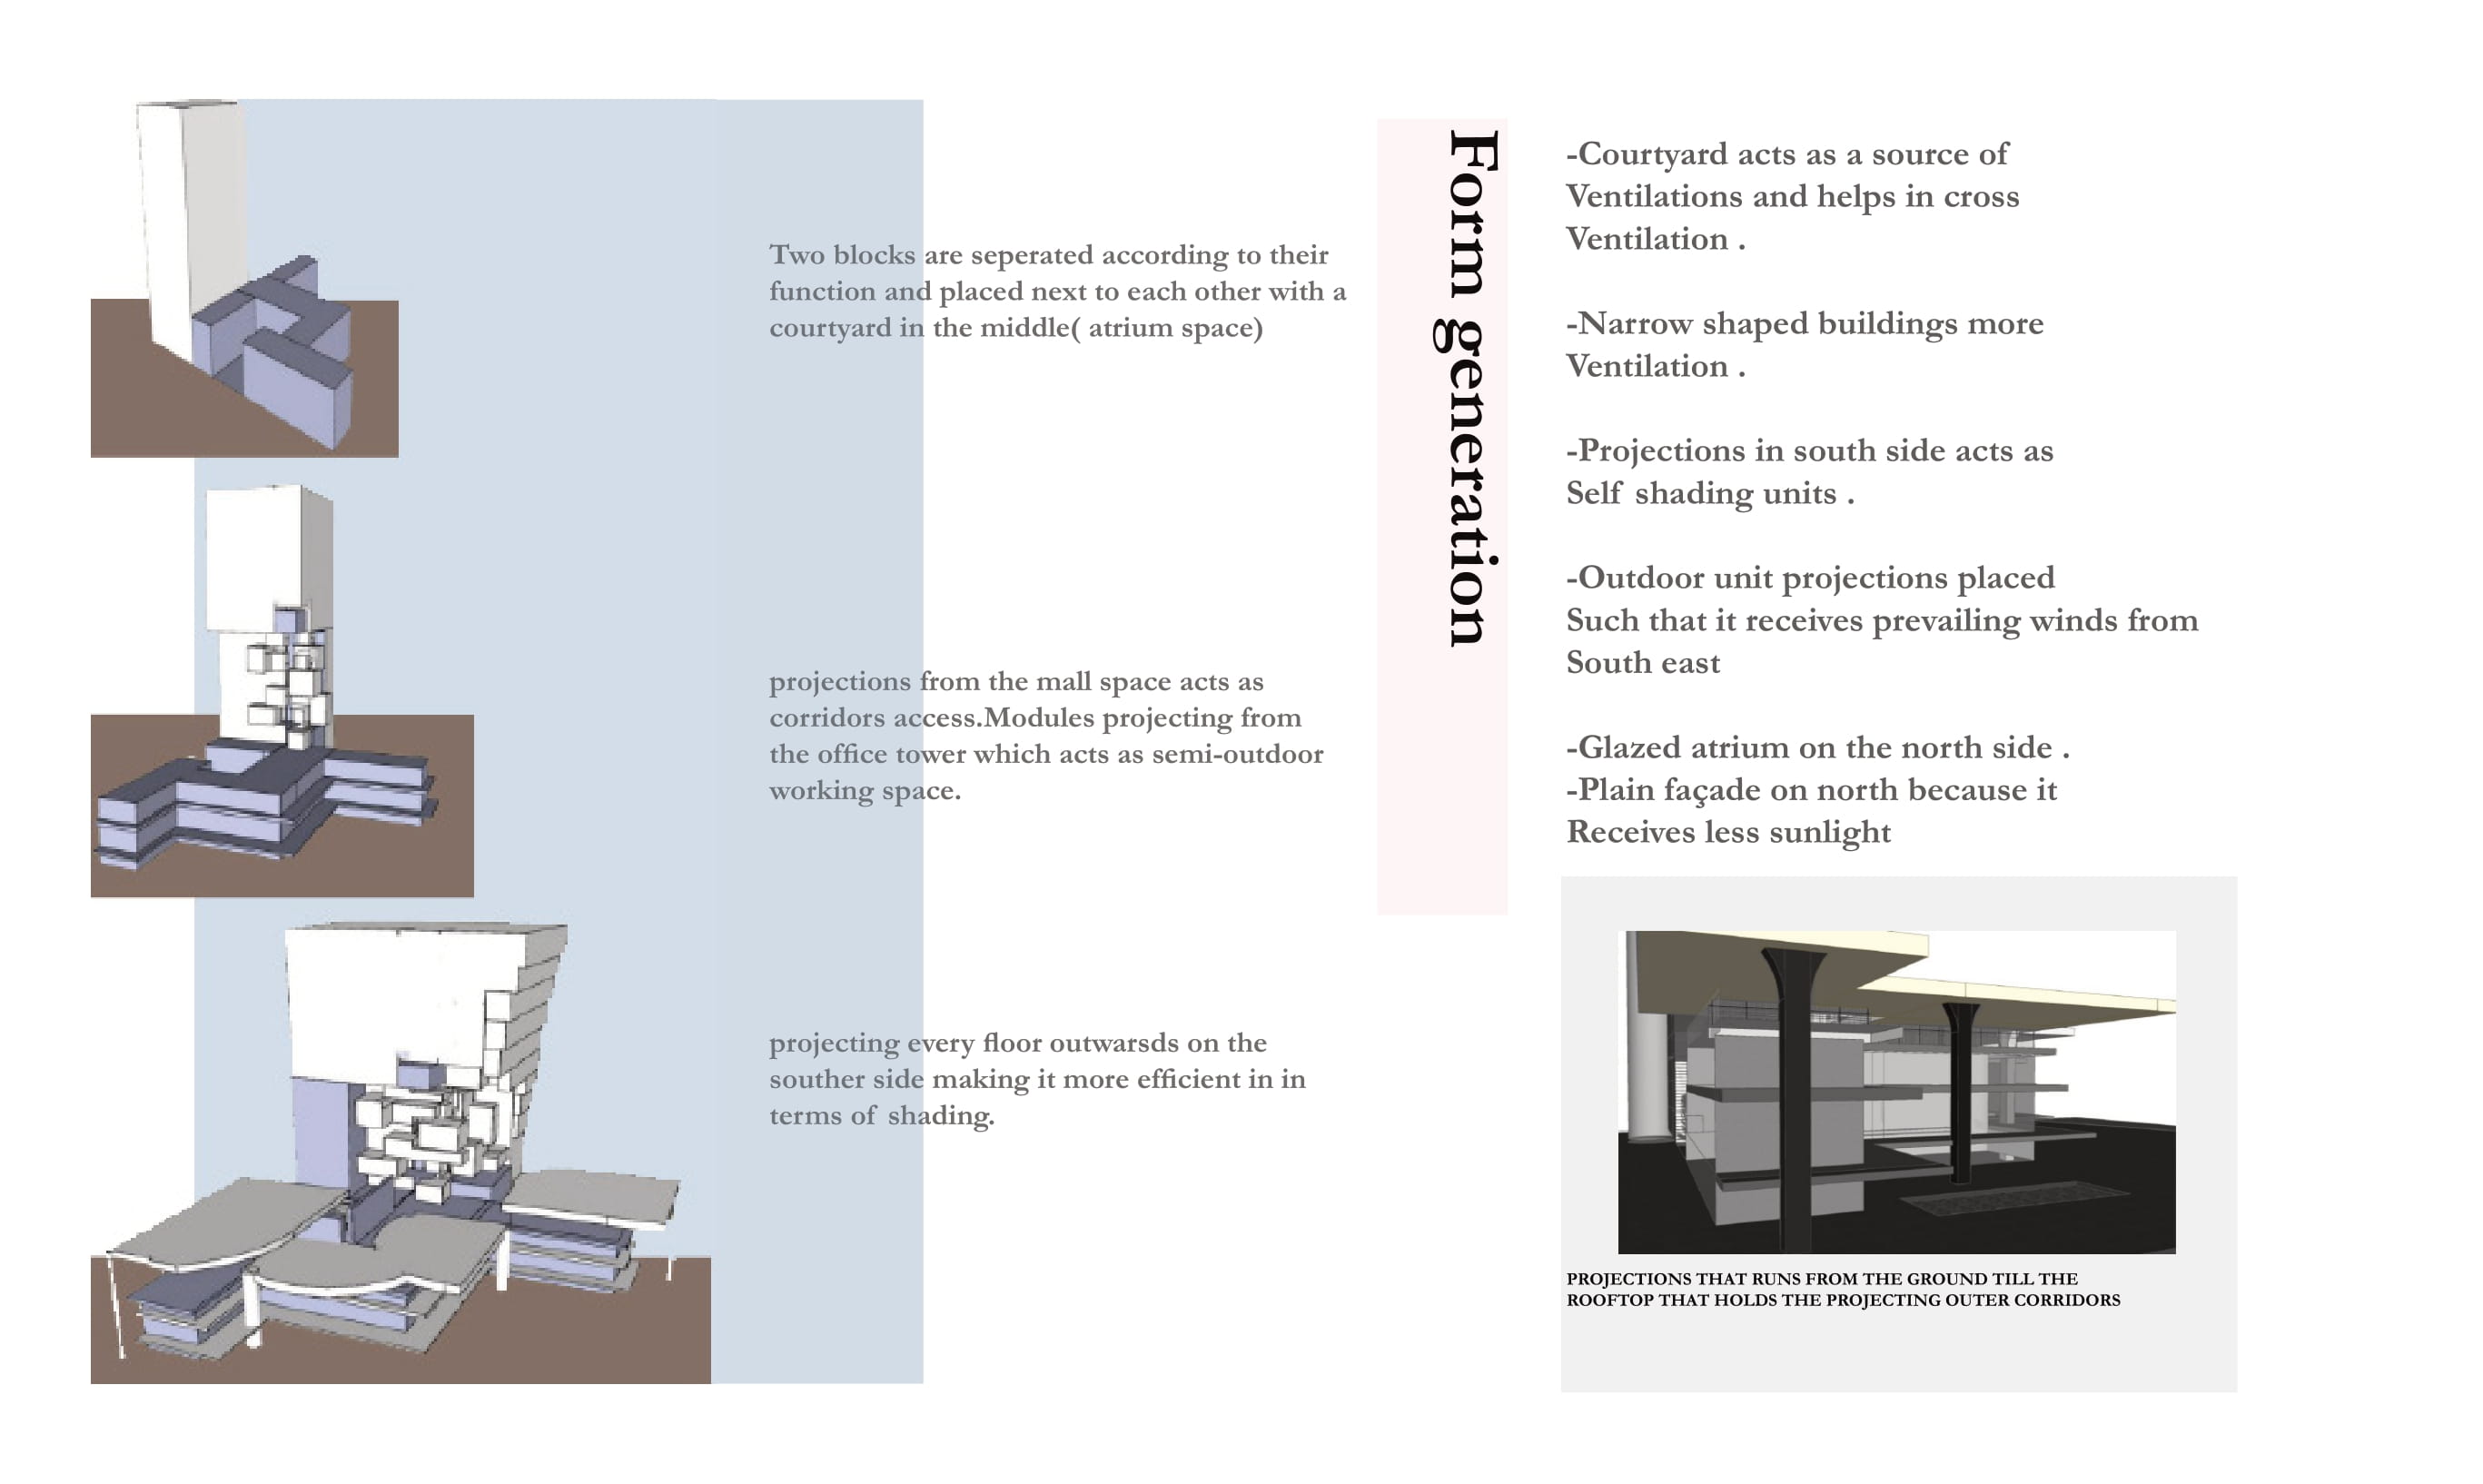 Two blocks are seperated according to their
function and placed next to each other with a
courtyard in the middle( atrium space)
projections from the mall space acts as
corridors access.Modules projecting from
the office tower which acts as semi-outdoor
working space.
projecting every floor outwarsds on the
souther side making it more efficient in in
terms of shading.
Form generation
-Courtyard acts as a source of
Ventilations and helps in cross
Ventilation .
-Narrow shaped buildings more
Ventilation .
-Projections in south side acts as
Self shading units .
-Outdoor unit projections placed
Such that it receives prevailing winds from
South east
-Glazed atrium on the north side .
-Plain façade on north because it
Receives less sunlight
PROJECTIONS THAT RUNS FROM THE GROUND TILL THE
ROOFTOP THAT HOLDS THE PROJECTING OUTER CORRIDORS